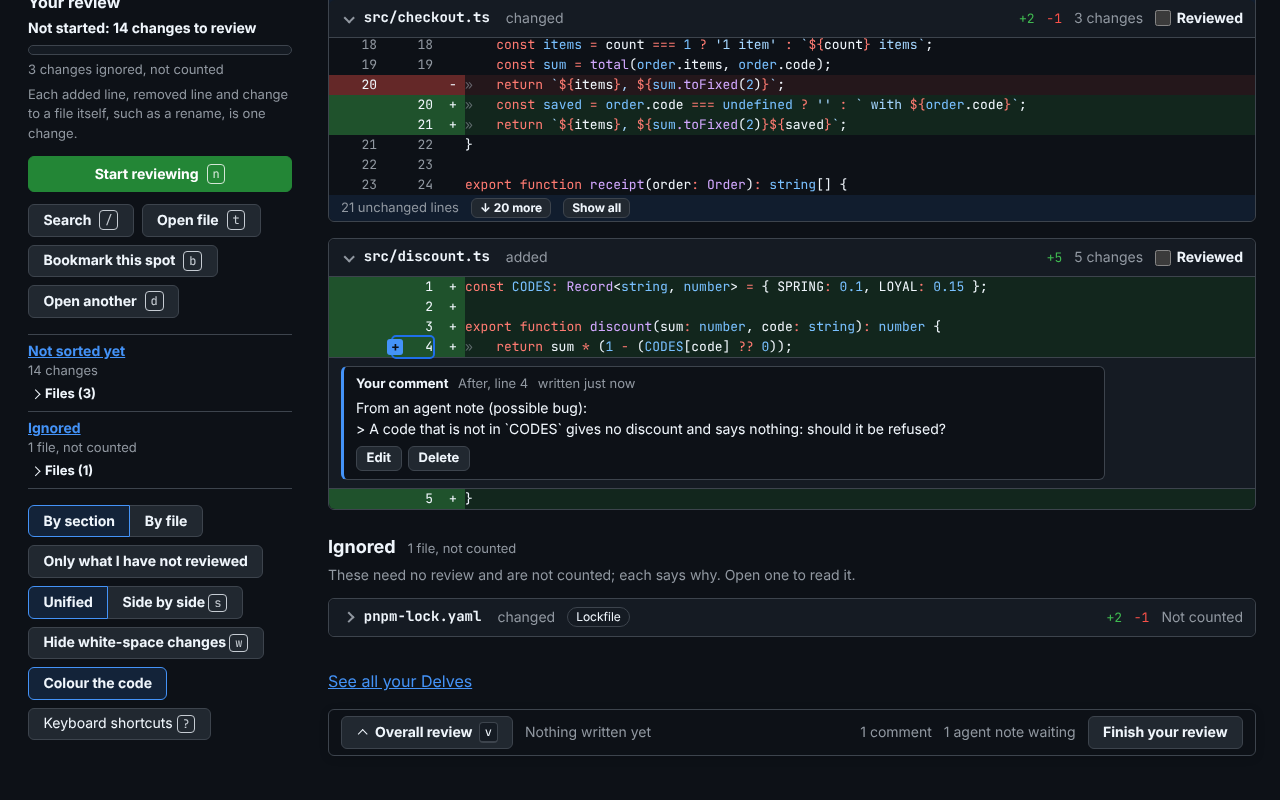 Your review
Not started: 14 changes to review
3 changes ignored, not counted
Each added line, removed line and change
to a file itself, such as a rename, is one
change.
Start reviewing n
Search / Open file t
Bookmark this spot b
Open another d
Not sorted yet
14 changes
Files (3)
Ignored
1 file, not counted
Files (1)
By section By file
Only what I have not reviewed
Unified Side by side s
Hide white-space changes w
Colour the code
Keyboard shortcuts ?
src/checkout.ts changed +2 -1 3 changes Reviewed
18 18 const items = count === 1 ? '1 item' : `${count} items`;
19 19 const sum = total(order.items, order.code);
20 - » return `${items}, ${sum.toFixed(2)}`;
20 + » const saved = order.code === undefined ? '' : ` with ${order.code}`;
21 + » return `${items}, ${sum.toFixed(2)}${saved}`;
21 22 }
22 23
23 24 export function receipt(order: Order): string[] {
21 unchanged lines ↓ 20 more Show all
src/discount.ts added +5 5 changes Reviewed
1 + const CODES: Record<string, number> = { SPRING: 0.1, LOYAL: 0.15 };
2 +
3 + export function discount(sum: number, code: string): number {
+ 4 + » return sum * (1 - (CODES[code] ?? 0));
Your comment After, line 4 written just now
From an agent note (possible bug):
> A code that is not in `CODES` gives no discount and says nothing: should it be refused?
Edit Delete
5 + }
Ignored 1 file, not counted
These need no review and are not counted; each says why. Open one to read it.
pnpm-lock.yaml changed Lockfile +2 -1 Not counted
See all your Delves
Overall review v Nothing written yet 1 comment 1 agent note waiting Finish your review